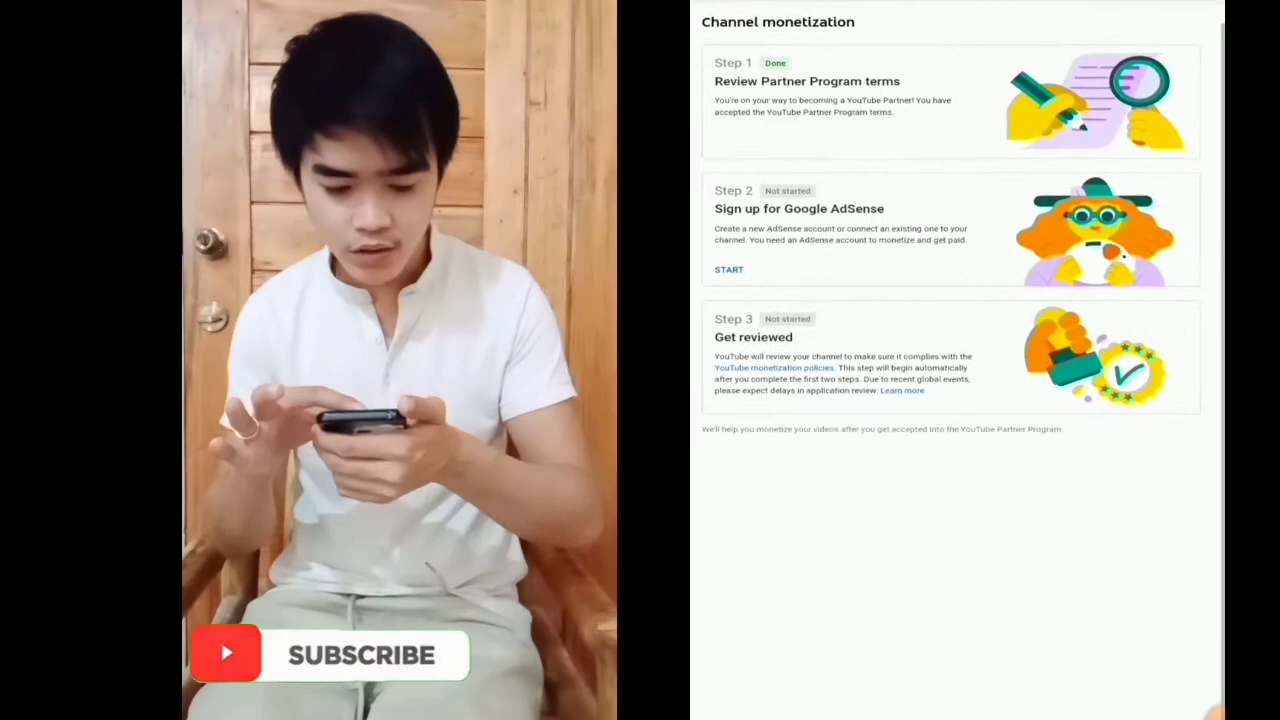 Channel monetization
Step 1 Done
Review Partner Program terms
You're on your way to becoming a YouTube Partner! You have
accepted the YouTube Partner Program terms.
Step 2 Not started
Sign up for Google AdSense
Create a new AdSense account or connect an existing one to your
channel. You need an AdSense account to monetize and get paid.
START
Step 3 Not started
Get reviewed
YouTube will review your channel to make sure it complies with the
YouTube monetization policies. This step will begin automatically
after you complete the first two steps. Due to recent global events,
please expect delays in application review. Learn more
We'll help you monetize your videos after you get accepted into the YouTube Partner Program.
SUBSCRIBE